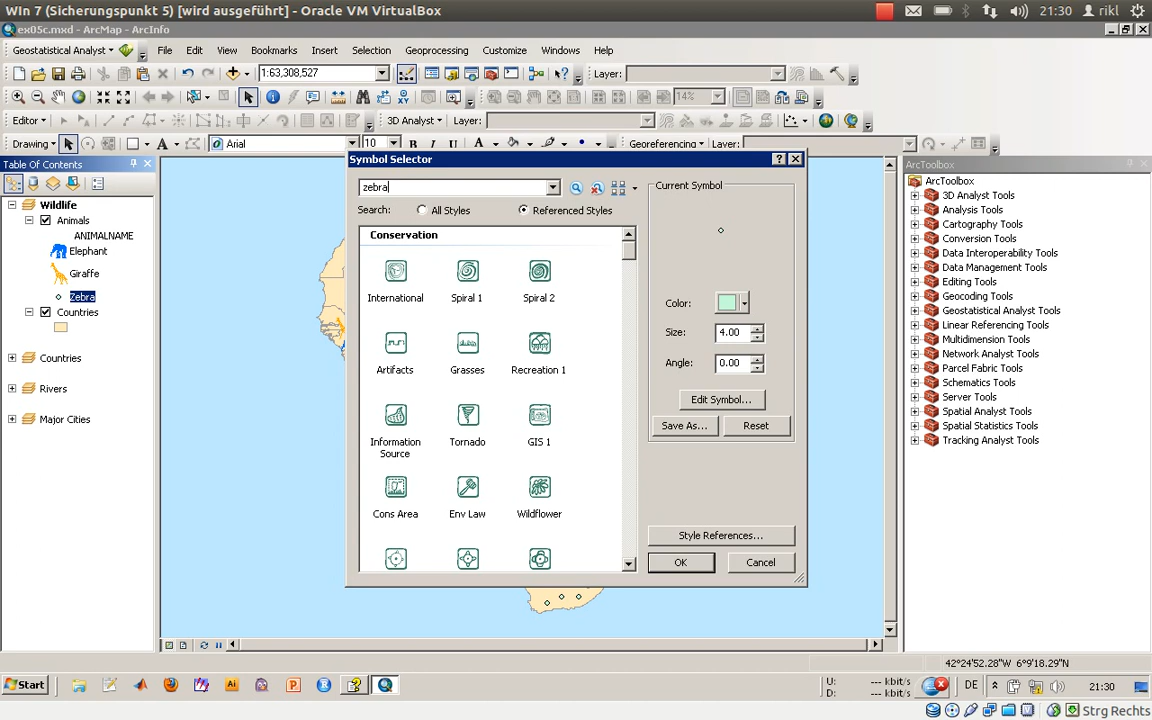 WIn 7 (Sicherungspunkt 5) [wird ausgeführt] - Oracle VM VirtualBox
21:30
rikl
ex05c.mxd - ArcMap - ArcInfo
Geostatistical Analyst
File Edit View Bookmarks Insert Selection Geoprocessing Customize Windows Help
1:63,308,527
Layer:
14%
Editor
3D Analyst
Layer:
Drawing
Arial
10
B I U A
Georeferencing
Layer:
Table Of Contents
Wildlife
Animals
ANIMALNAME
Elephant
Giraffe
Zebra
Countries
Countries
Rivers
Major Cities
Symbol Selector
zebra
Search:
All Styles
Referenced Styles
Conservation
International
Spiral 1
Spiral 2
Artifacts
Grasses
Recreation 1
Information
Source
Tornado
GIS 1
Cons Area
Env Law
Wildflower
Current Symbol
Color:
Size:
4.00
Angle:
0.00
Edit Symbol...
Save As...
Reset
Style References...
OK
Cancel
ArcToolbox
ArcToolbox
3D Analyst Tools
Analysis Tools
Cartography Tools
Conversion Tools
Data Interoperability Tools
Data Management Tools
Editing Tools
Geocoding Tools
Geostatistical Analyst Tools
Linear Referencing Tools
Multidimension Tools
Network Analyst Tools
Parcel Fabric Tools
Schematics Tools
Server Tools
Spatial Analyst Tools
Spatial Statistics Tools
Tracking Analyst Tools
42°24'52.28"W 6°9'18.29"N
Start
U:
--- kbit/s
D:
--- kbit/s
DE
21:30
Strg Rechts